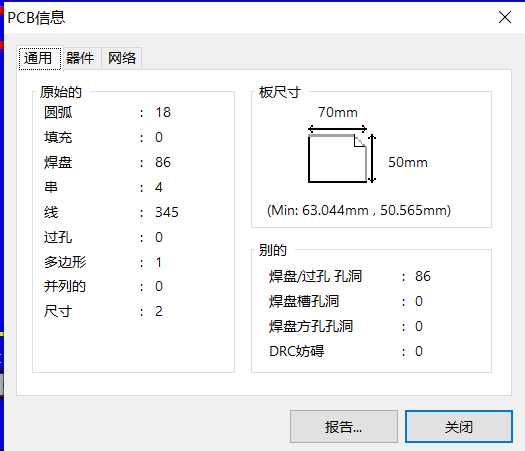 PCB信息
通用 器件 网络
原始的
圆弧 : 18
填充 : 0
焊盘 : 86
串 : 4
线 : 345
过孔 : 0
多边形 : 1
并列的 : 0
尺寸 : 2
板尺寸
70mm
50mm
(Min: 63.044mm , 50.565mm)
别的
焊盘/过孔 孔洞 : 86
焊盘槽孔洞 : 0
焊盘方孔孔洞 : 0
DRC妨碍 : 0
报告...
关闭